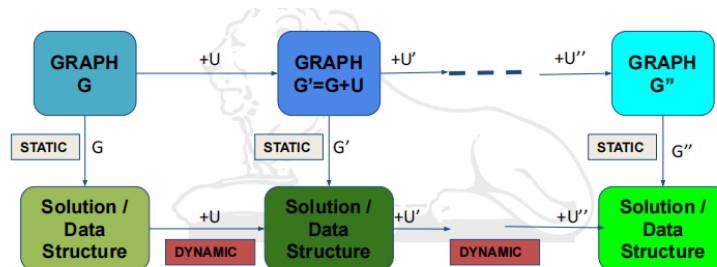 GRAPH
G
+U
GRAPH
G'=G+U
+U'
+U''
GRAPH
G”
STATIC
G
STATIC
G'
STATIC
G''
Solution /
Data
Structure
+U
DYNAMIC
Solution /
Data
Structure
+U'
DYNAMIC
+U''
Solution /
Data
Structure